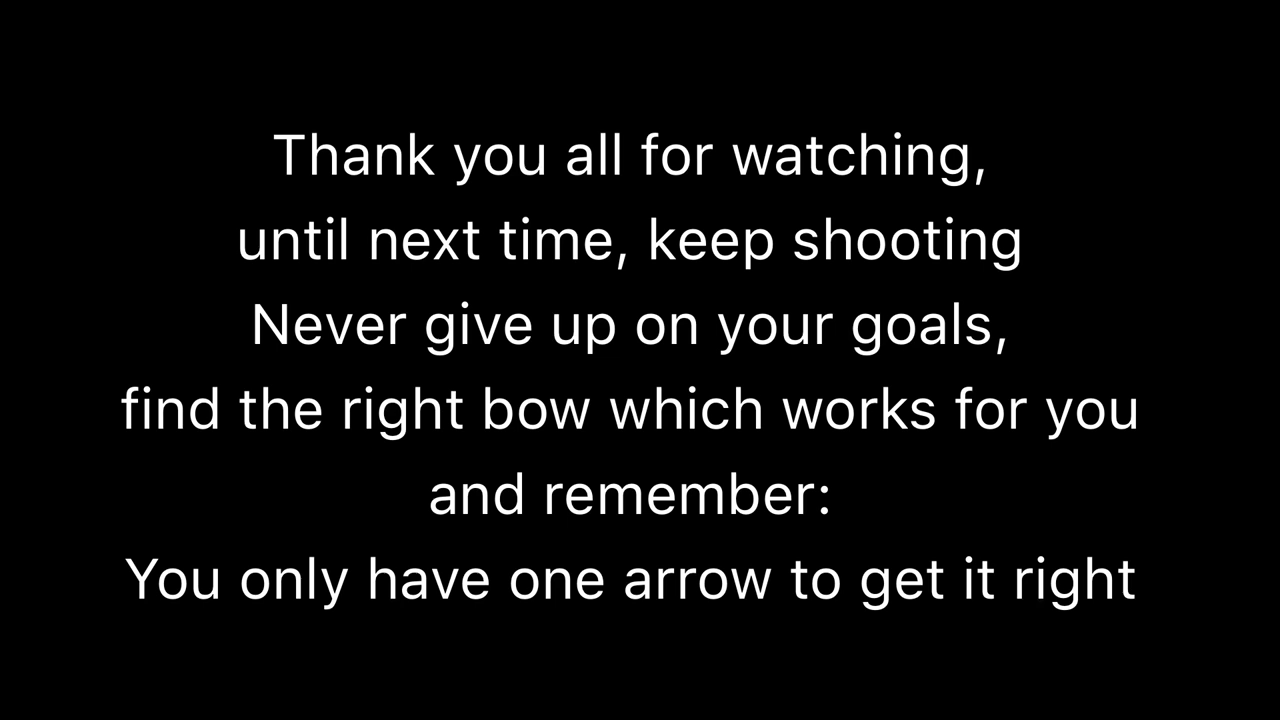 Thank you all for watching,
until next time, keep shooting
Never give up on your goals,
find the right bow which works for you
and remember:
You only have one arrow to get it right